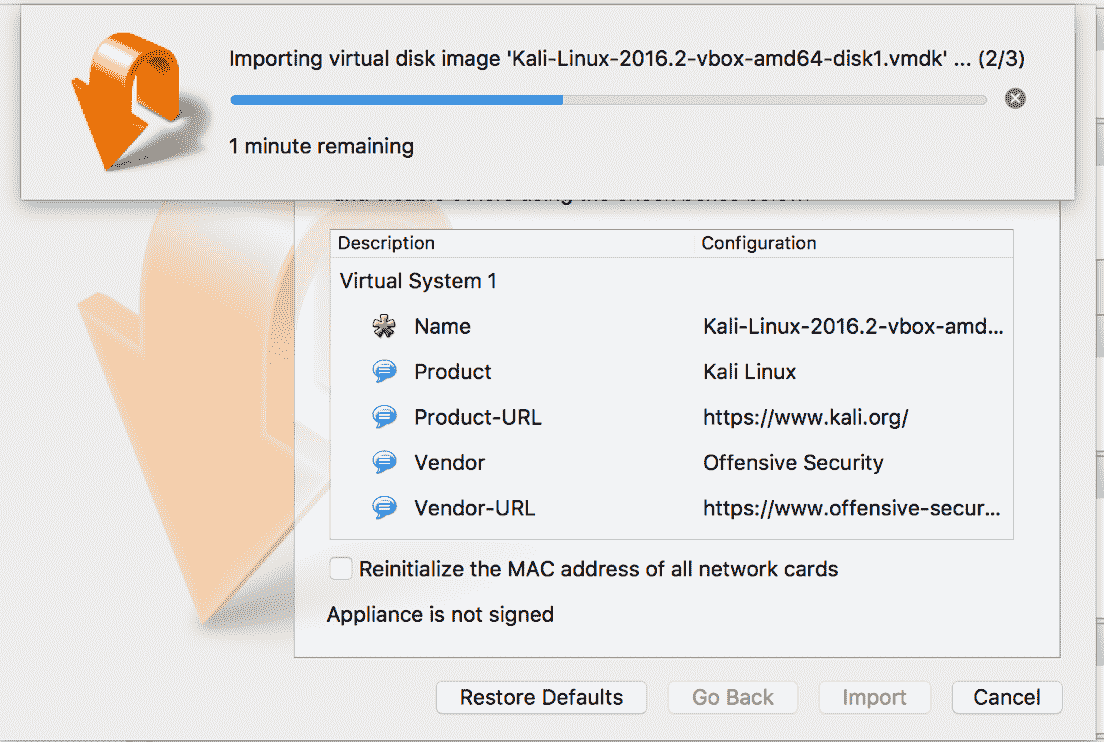 Importing virtual disk image 'Kali-Linux-2016.2-vbox-amd64-disk1.vmdk' ... (2/3)
1 minute remaining
Description Configuration
Virtual System 1
Name Kali-Linux-2016.2-vbox-amd...
Product Kali Linux
Product-URL https://www.kali.org/
Vendor Offensive Security
Vendor-URL https://www.offensive-secur...
Reinitialize the MAC address of all network cards
Appliance is not signed
Restore Defaults Go Back Import Cancel